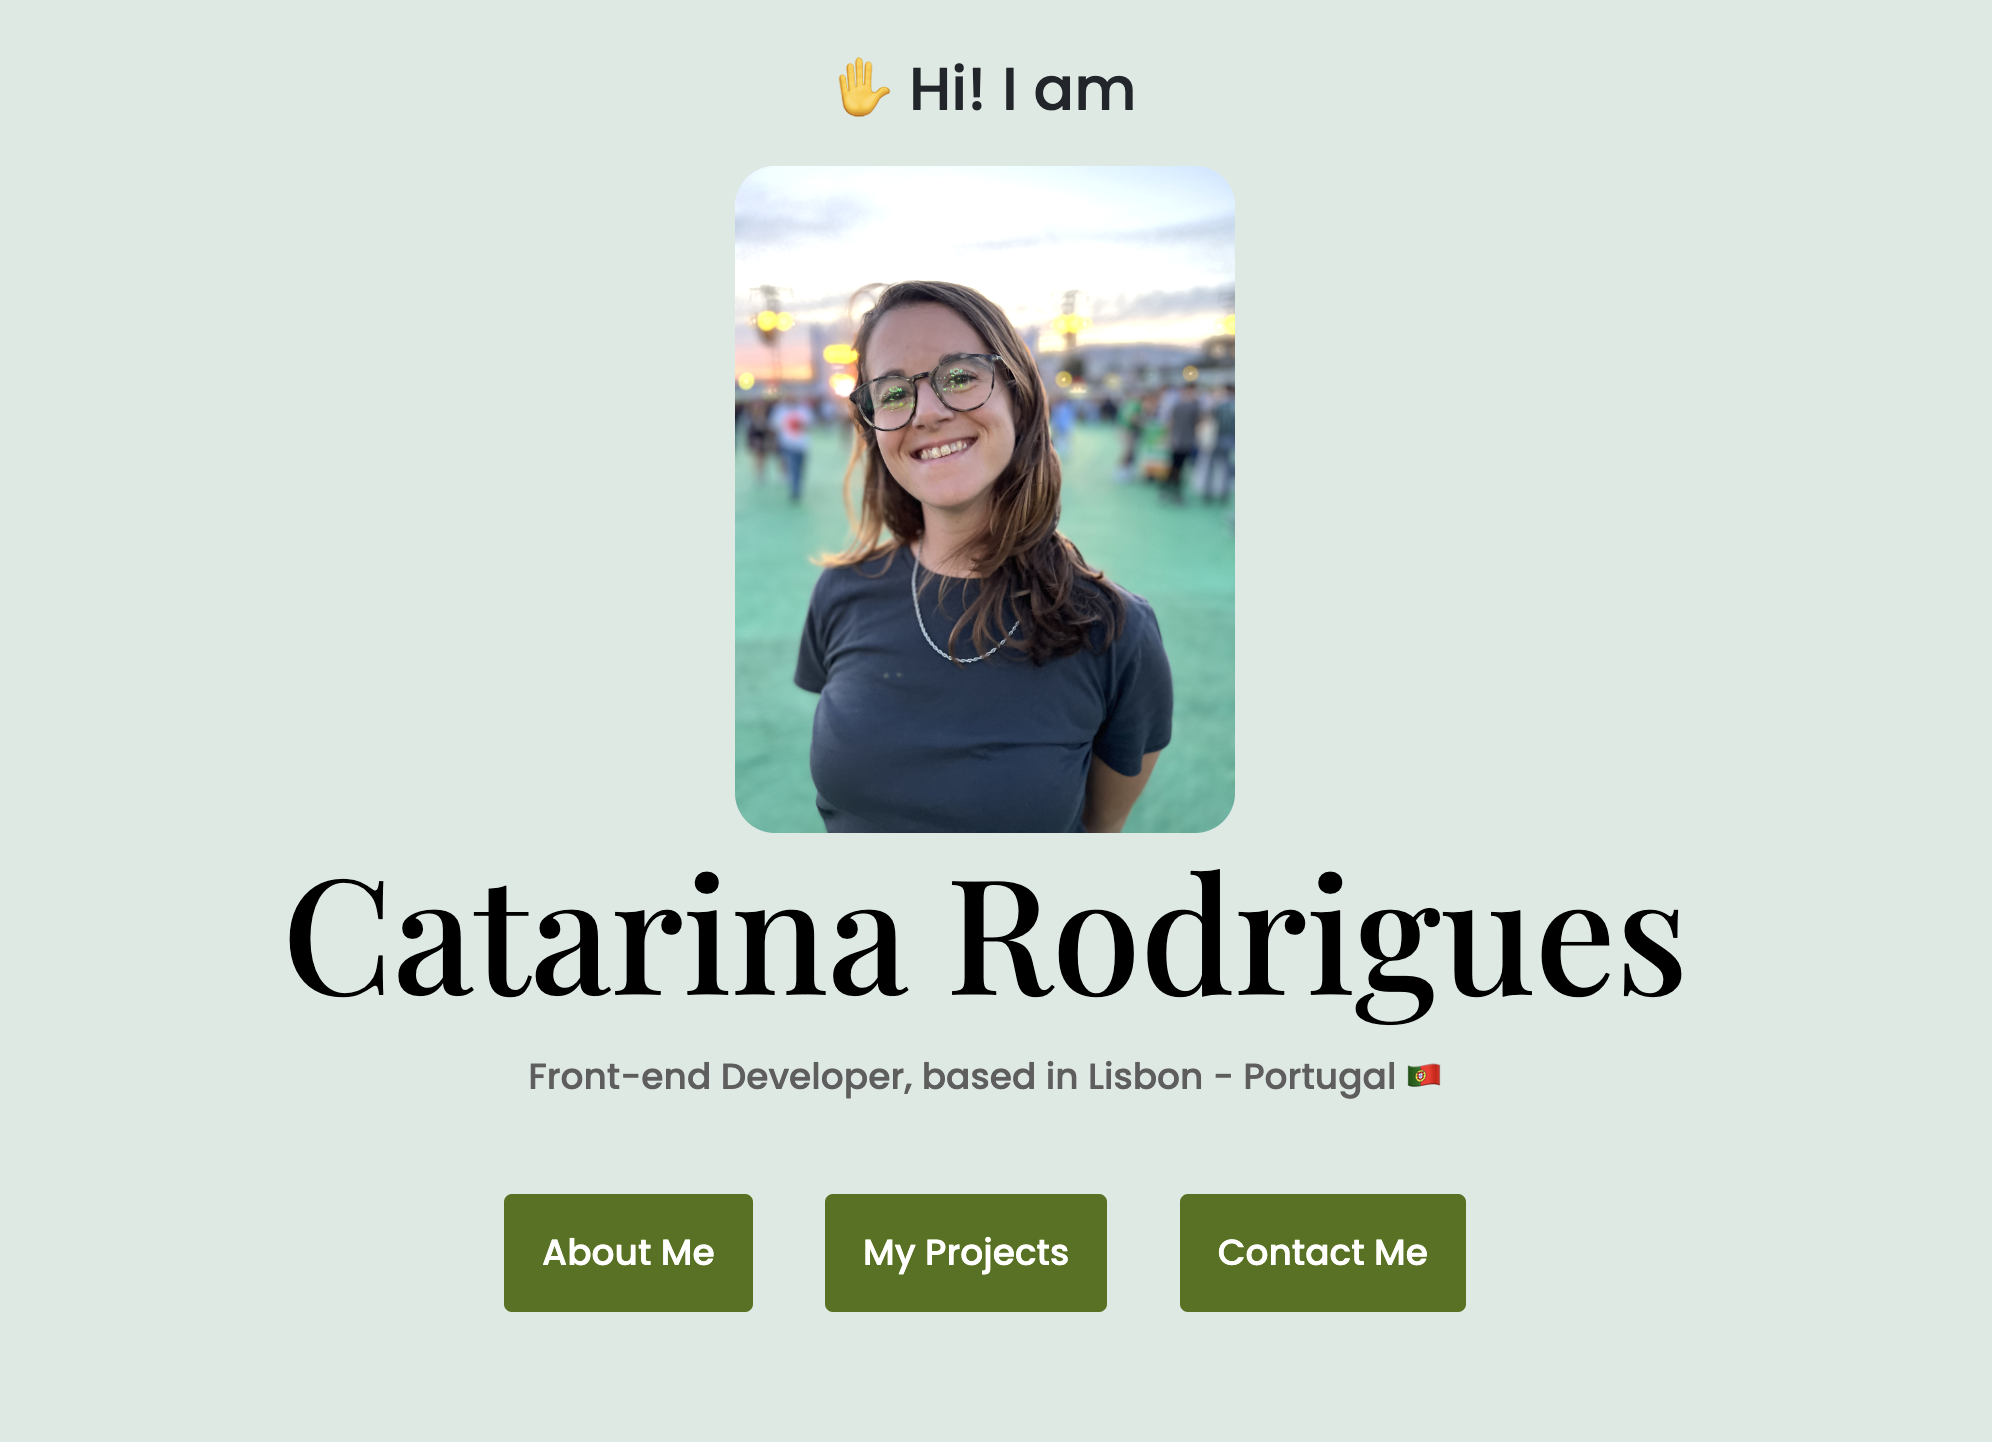 ✋ Hi! I am
Catarina Rodrigues
Front-end Developer, based in Lisbon - Portugal 🇵🇹
About Me
My Projects
Contact Me